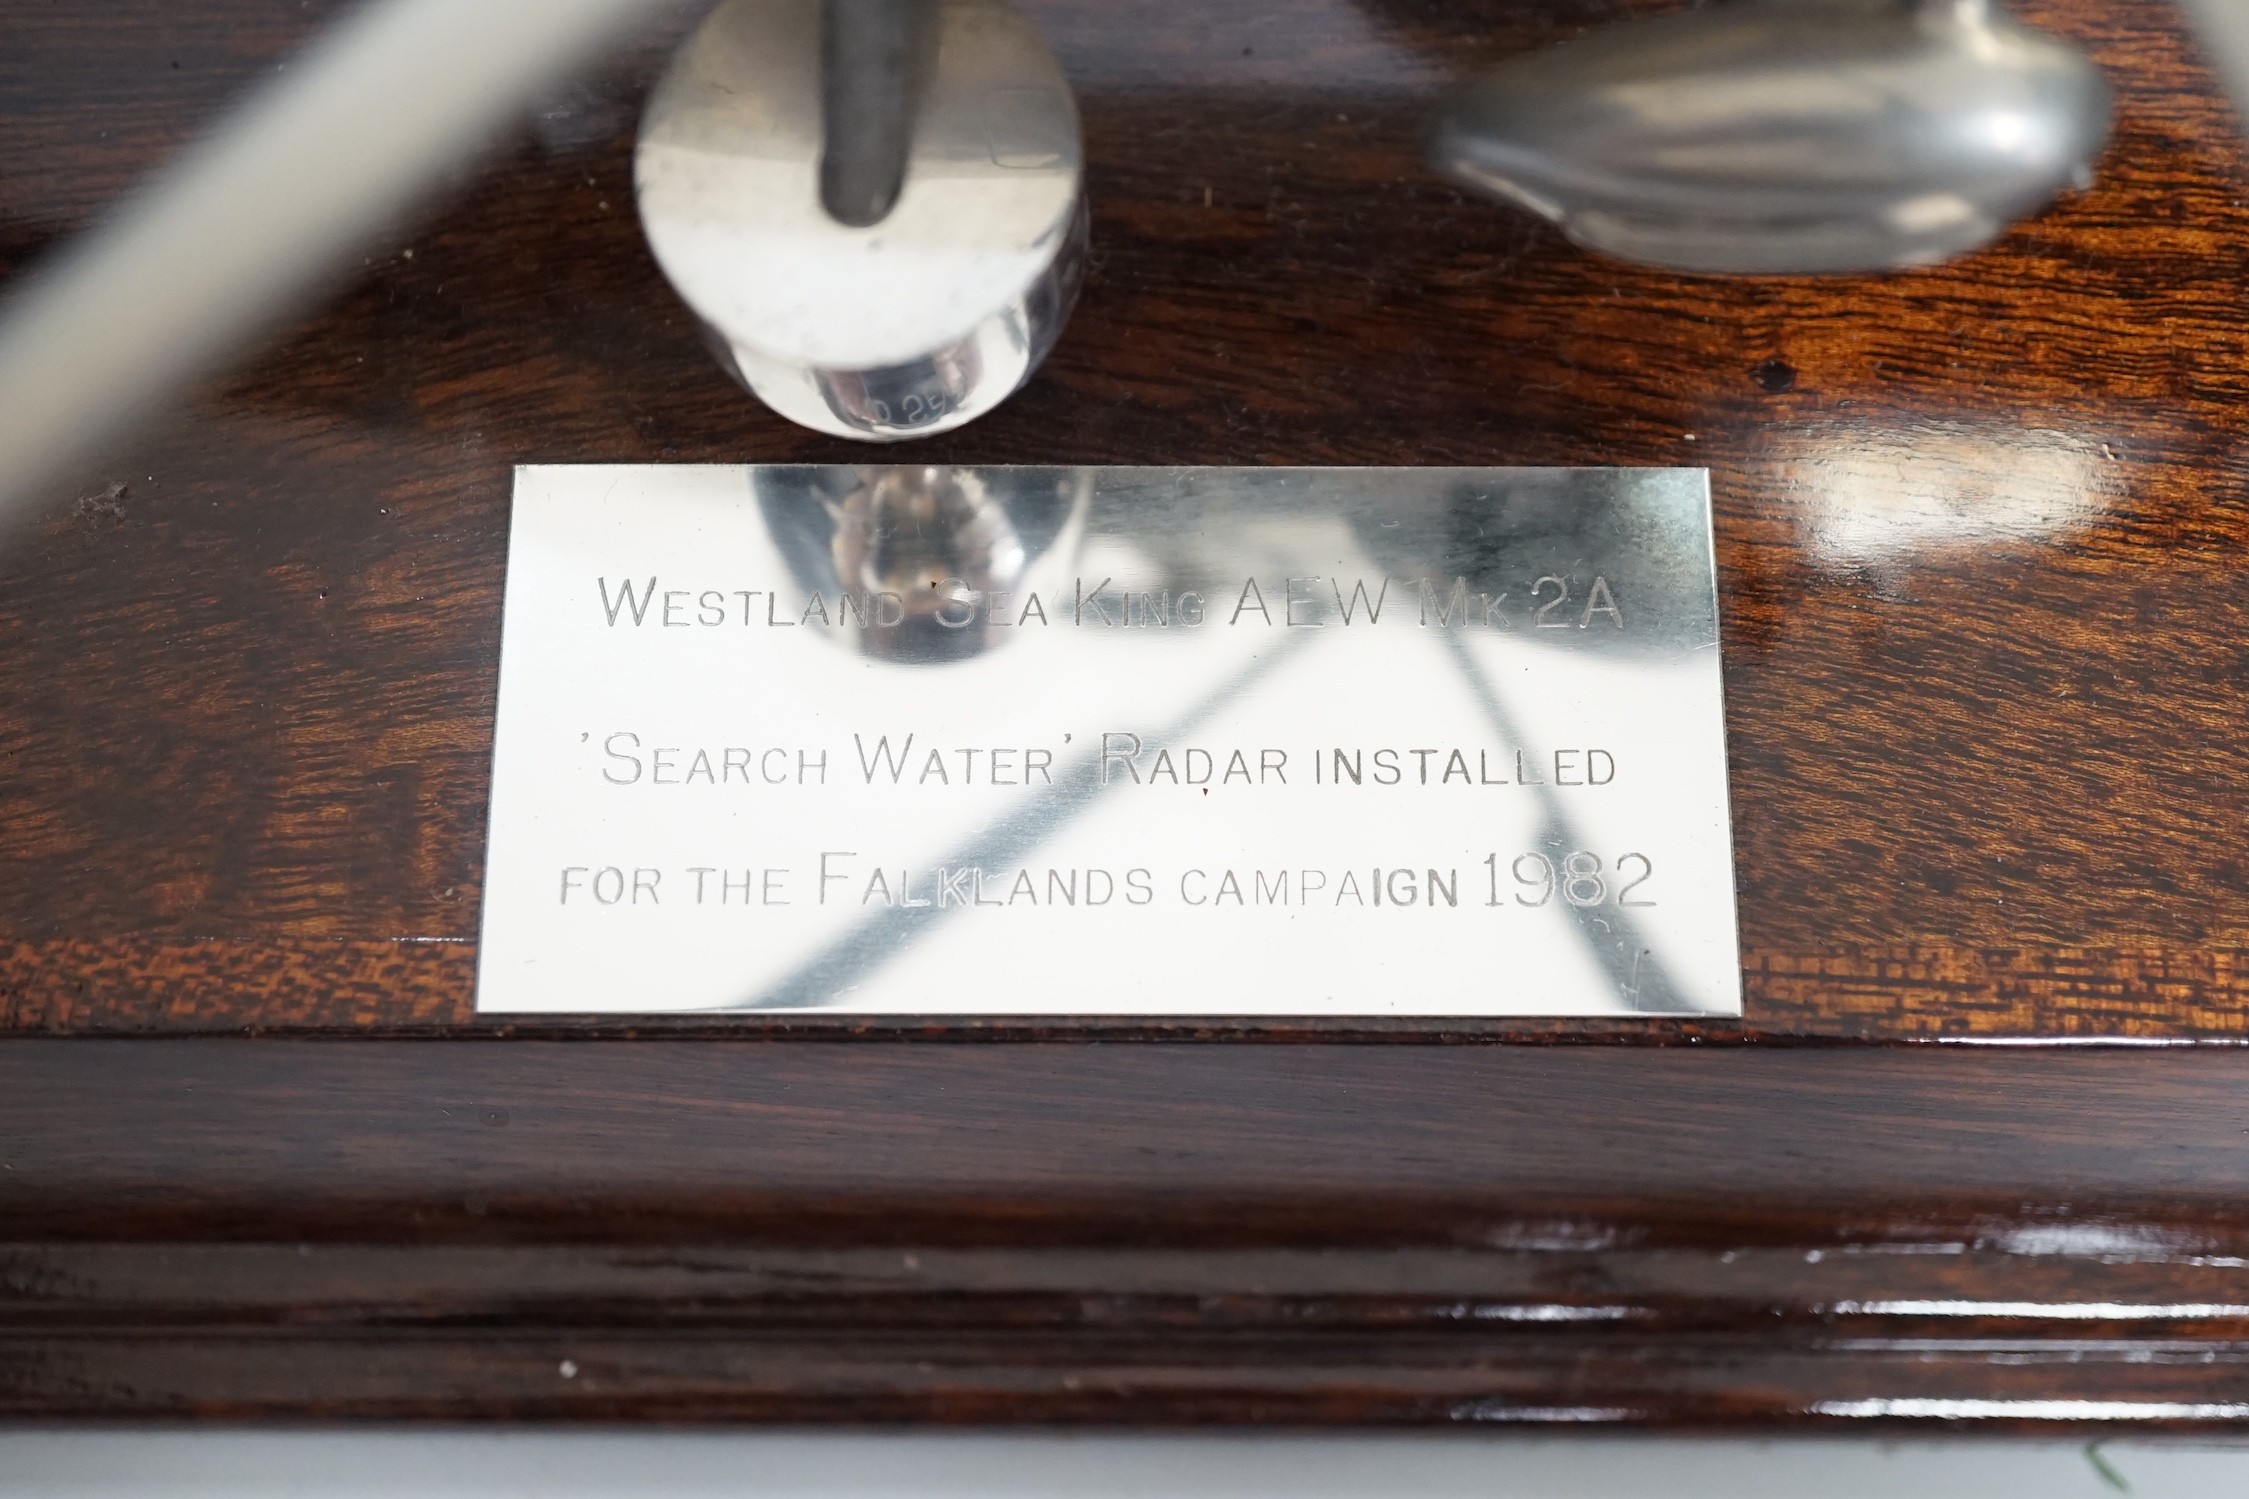 Westland Sea King AEW Mk 2A
'Search Water' Radar installed
for the Falklands campaign 1982